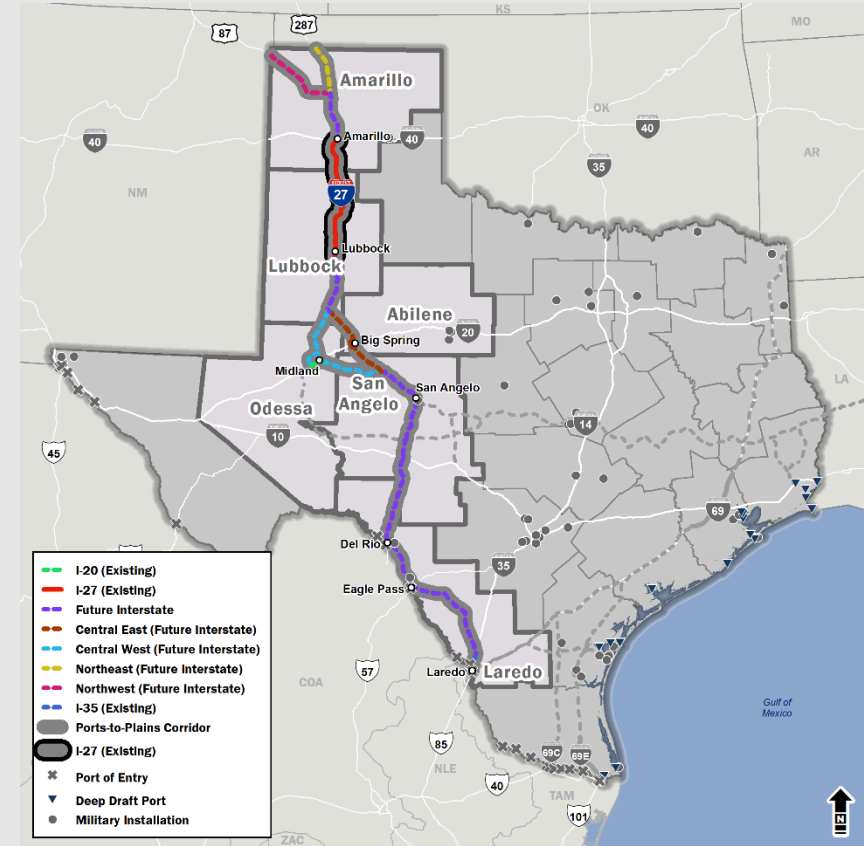 KS
MO
287
87
Amarillo
OK
Amarillo
40
40
40
AR
35
NM
27
Lubbock
Lubbock
Abilene
20
Big Spring
Midland
San
Angelo
San Angelo
LA
Odessa
14
10
45
69
Del Rio
35
Eagle Pass
Laredo
Laredo
COA
57
Gulf of
Mexico
85
NLE
69C
69E
40
TAM
101
ZAC
N
I-20 (Existing)
I-27 (Existing)
Future Interstate
Central East (Future Interstate)
Central West (Future Interstate)
Northeast (Future Interstate)
Northwest (Future Interstate)
I-35 (Existing)
Ports-to-Plains Corridor
I-27 (Existing)
Port of Entry
Deep Draft Port
Military Installation